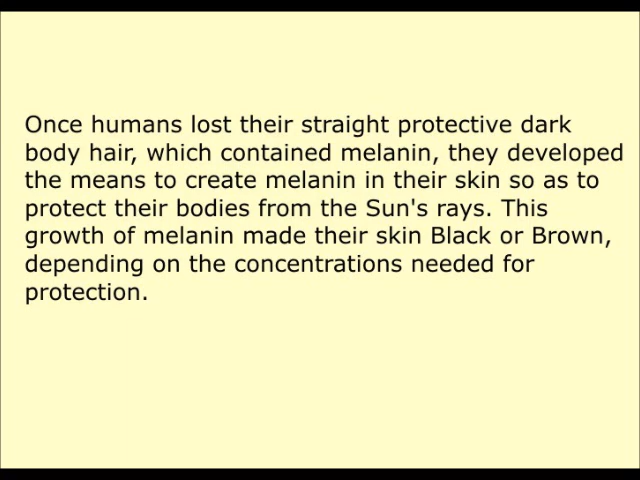 Once humans lost their straight protective dark
body hair, which contained melanin, they developed
the means to create melanin in their skin so as to
protect their bodies from the Sun's rays. This
growth of melanin made their skin Black or Brown,
depending on the concentrations needed for
protection.